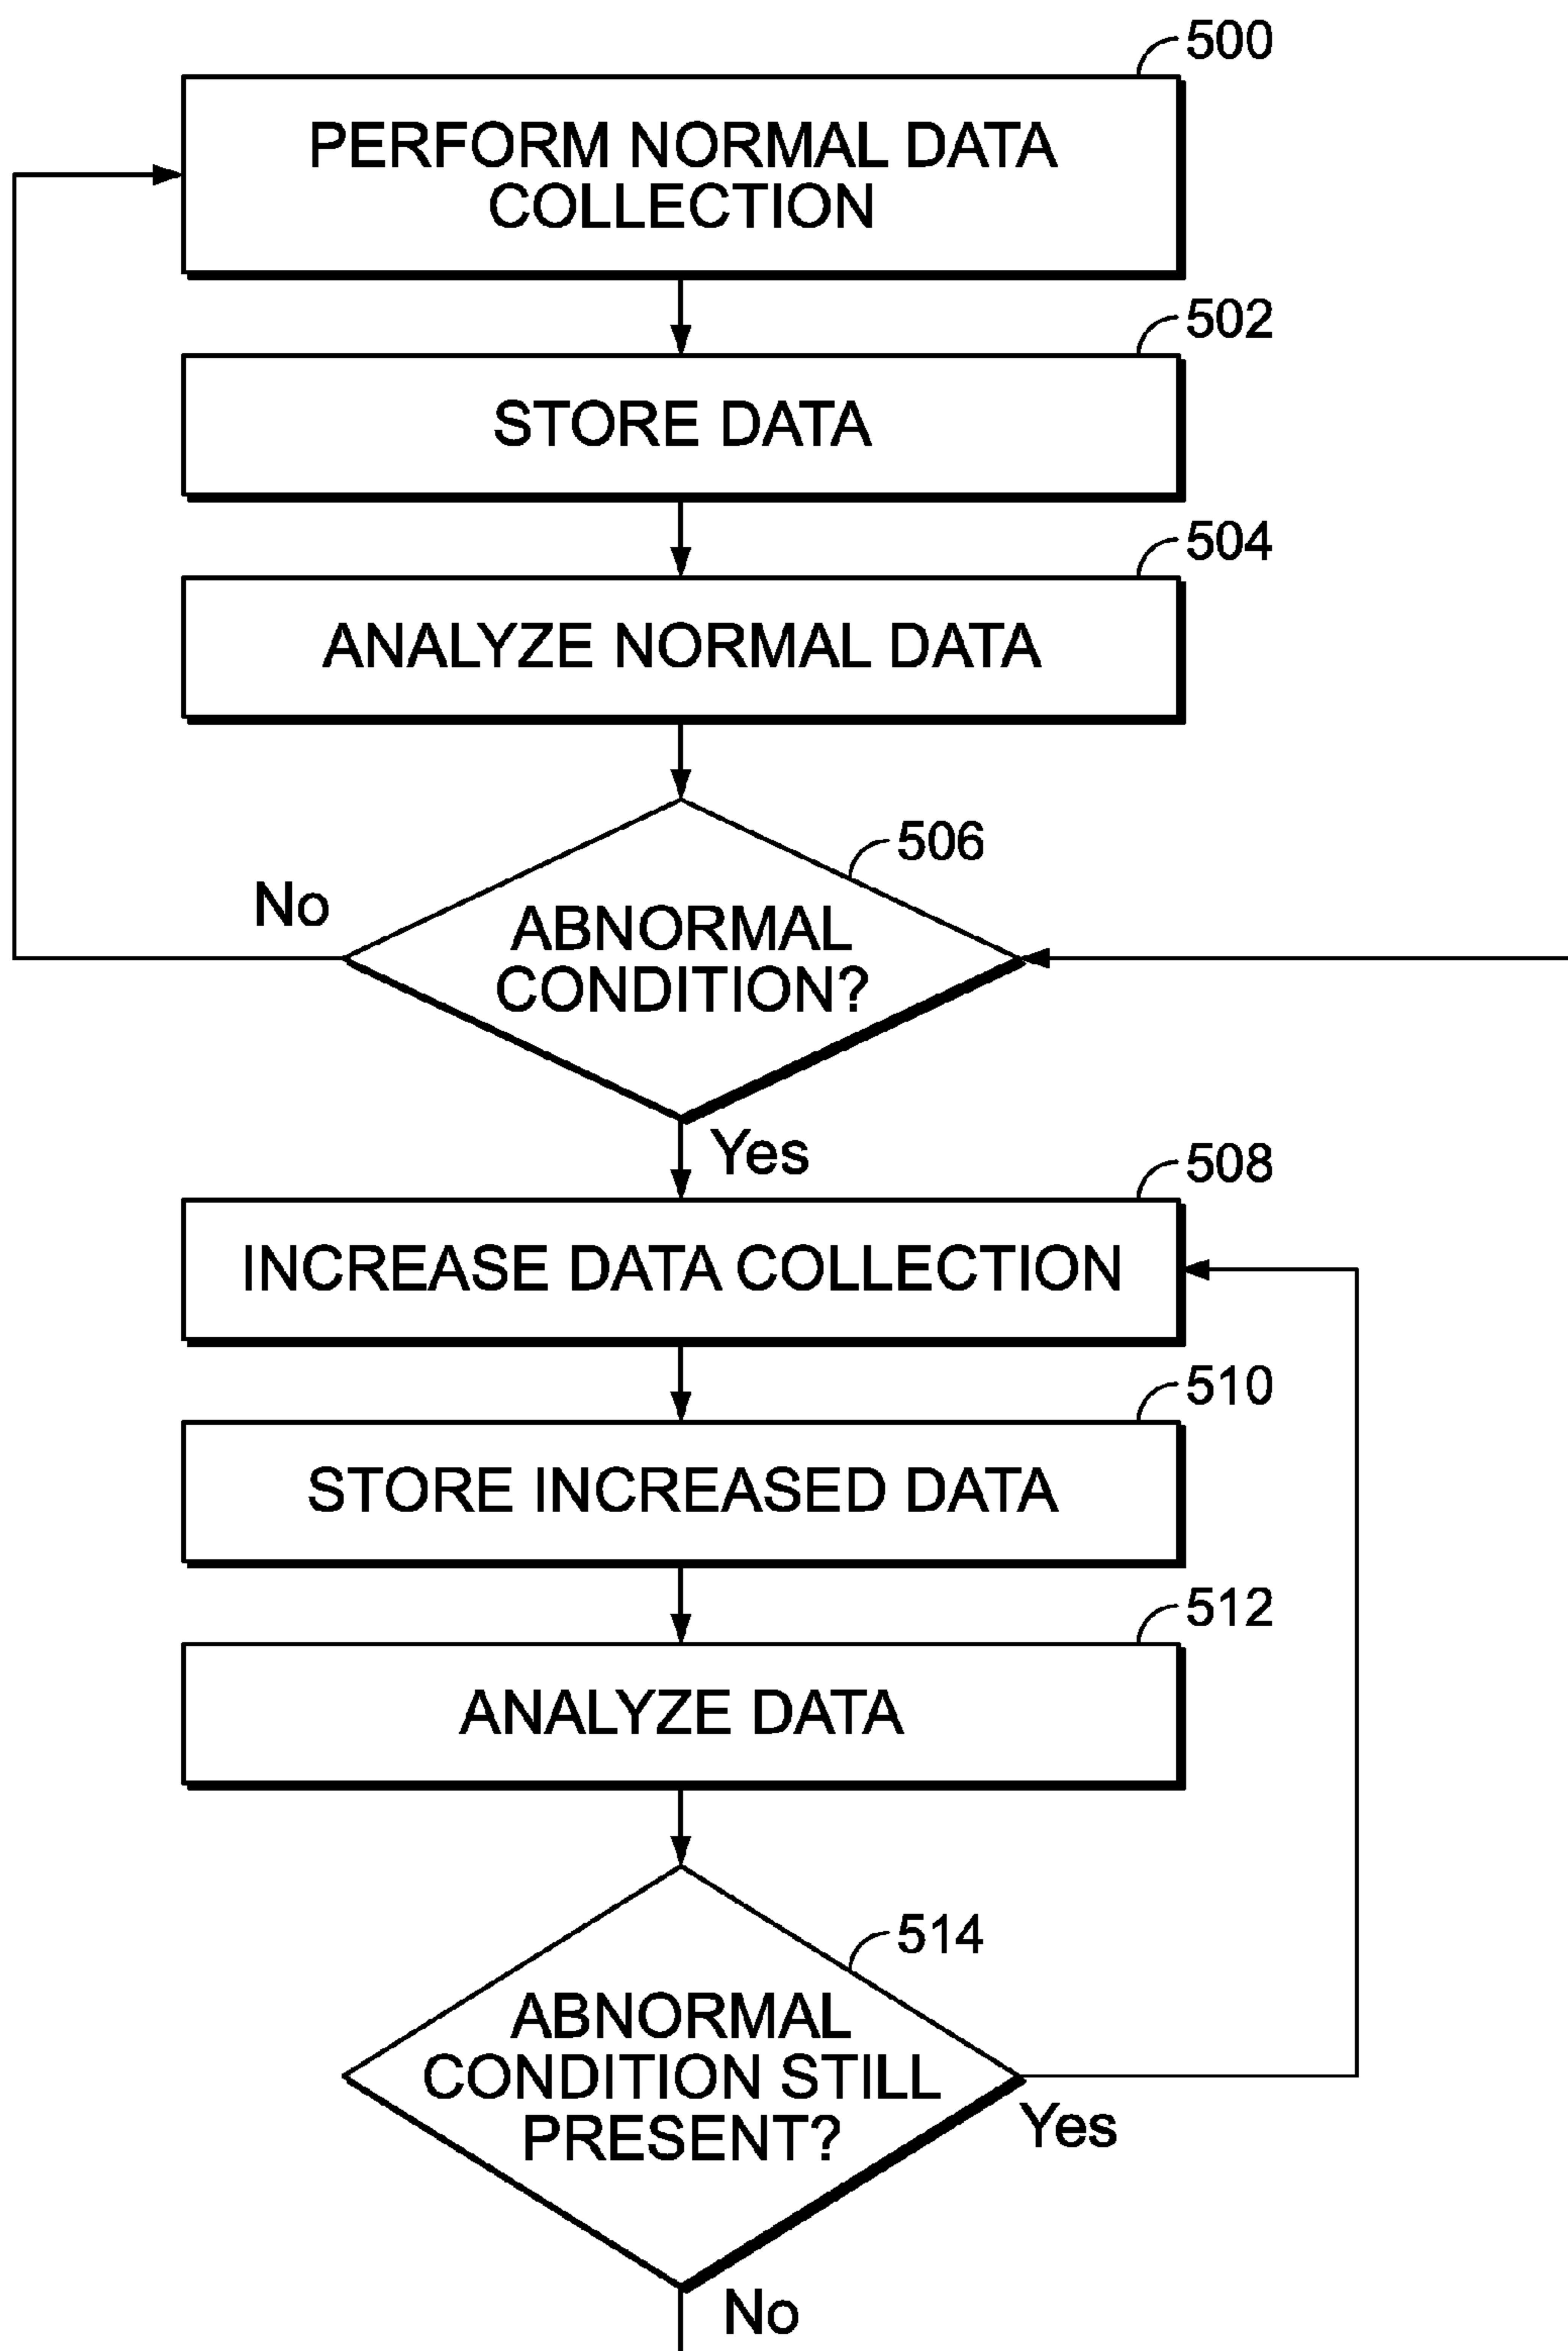 500
PERFORM NORMAL DATA
COLLECTION
502
STORE DATA
504
ANALYZE NORMAL DATA
506
No
ABNORMAL
CONDITION?
Yes
508
INCREASE DATA COLLECTION
510
STORE INCREASED DATA
512
ANALYZE DATA
514
ABNORMAL
CONDITION STILL
PRESENT?
Yes
No